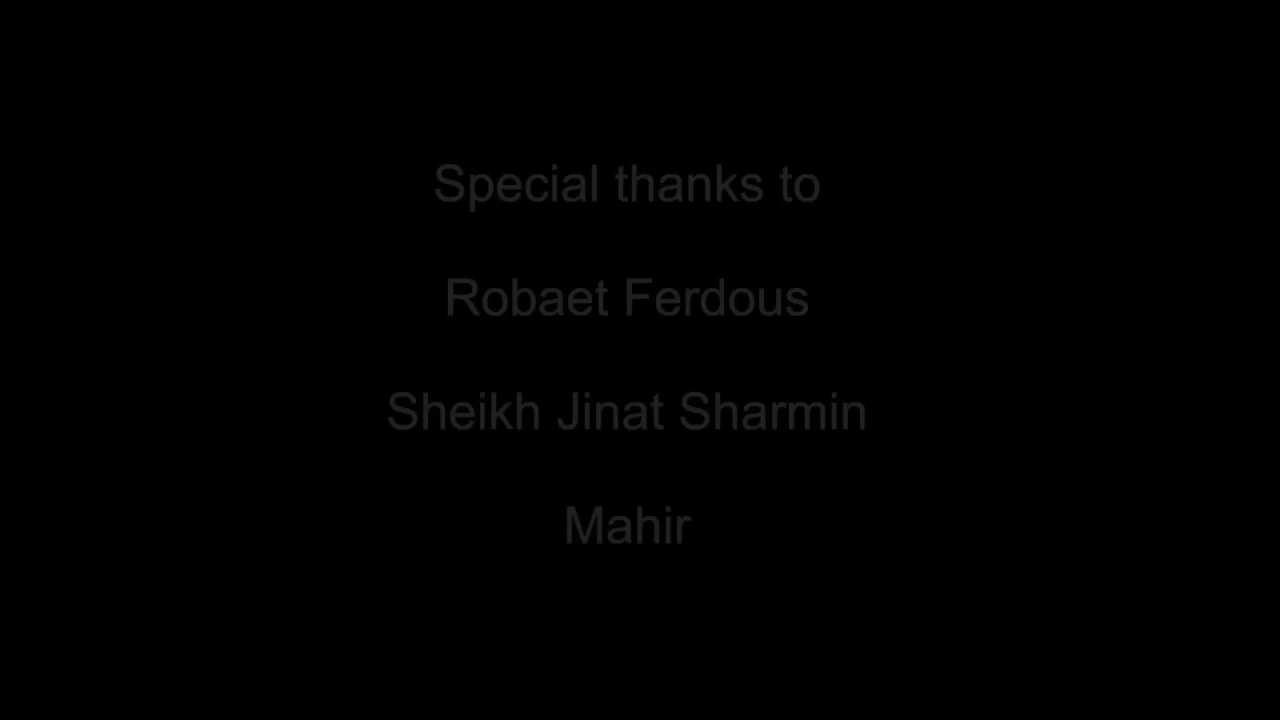 Special thanks to
Robaet Ferdous
Sheikh Jinat Sharmin
Mahir